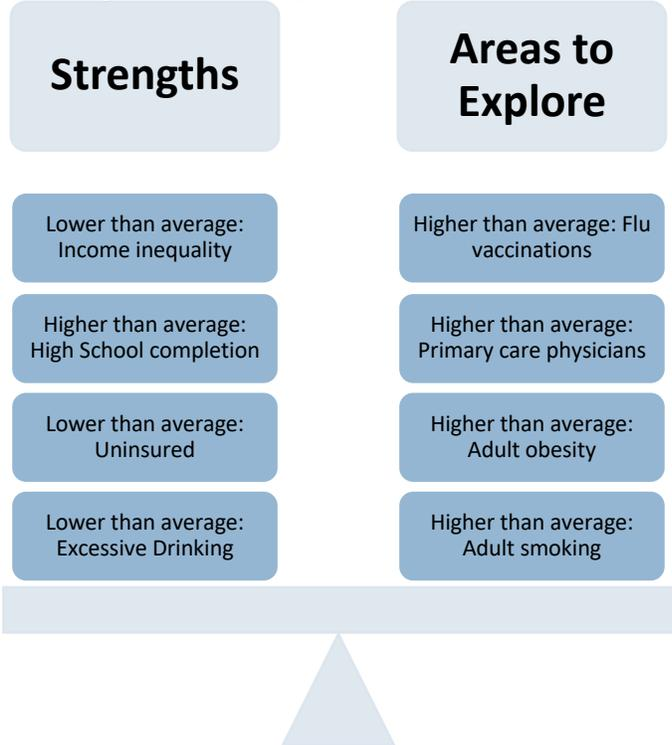 Strengths
Lower than average:
Income inequality
Higher than average:
High School completion
Lower than average:
Uninsured
Lower than average:
Excessive Drinking
Areas to
Explore
Higher than average: Flu
vaccinations
Higher than average:
Primary care physicians
Higher than average:
Adult obesity
Higher than average:
Adult smoking